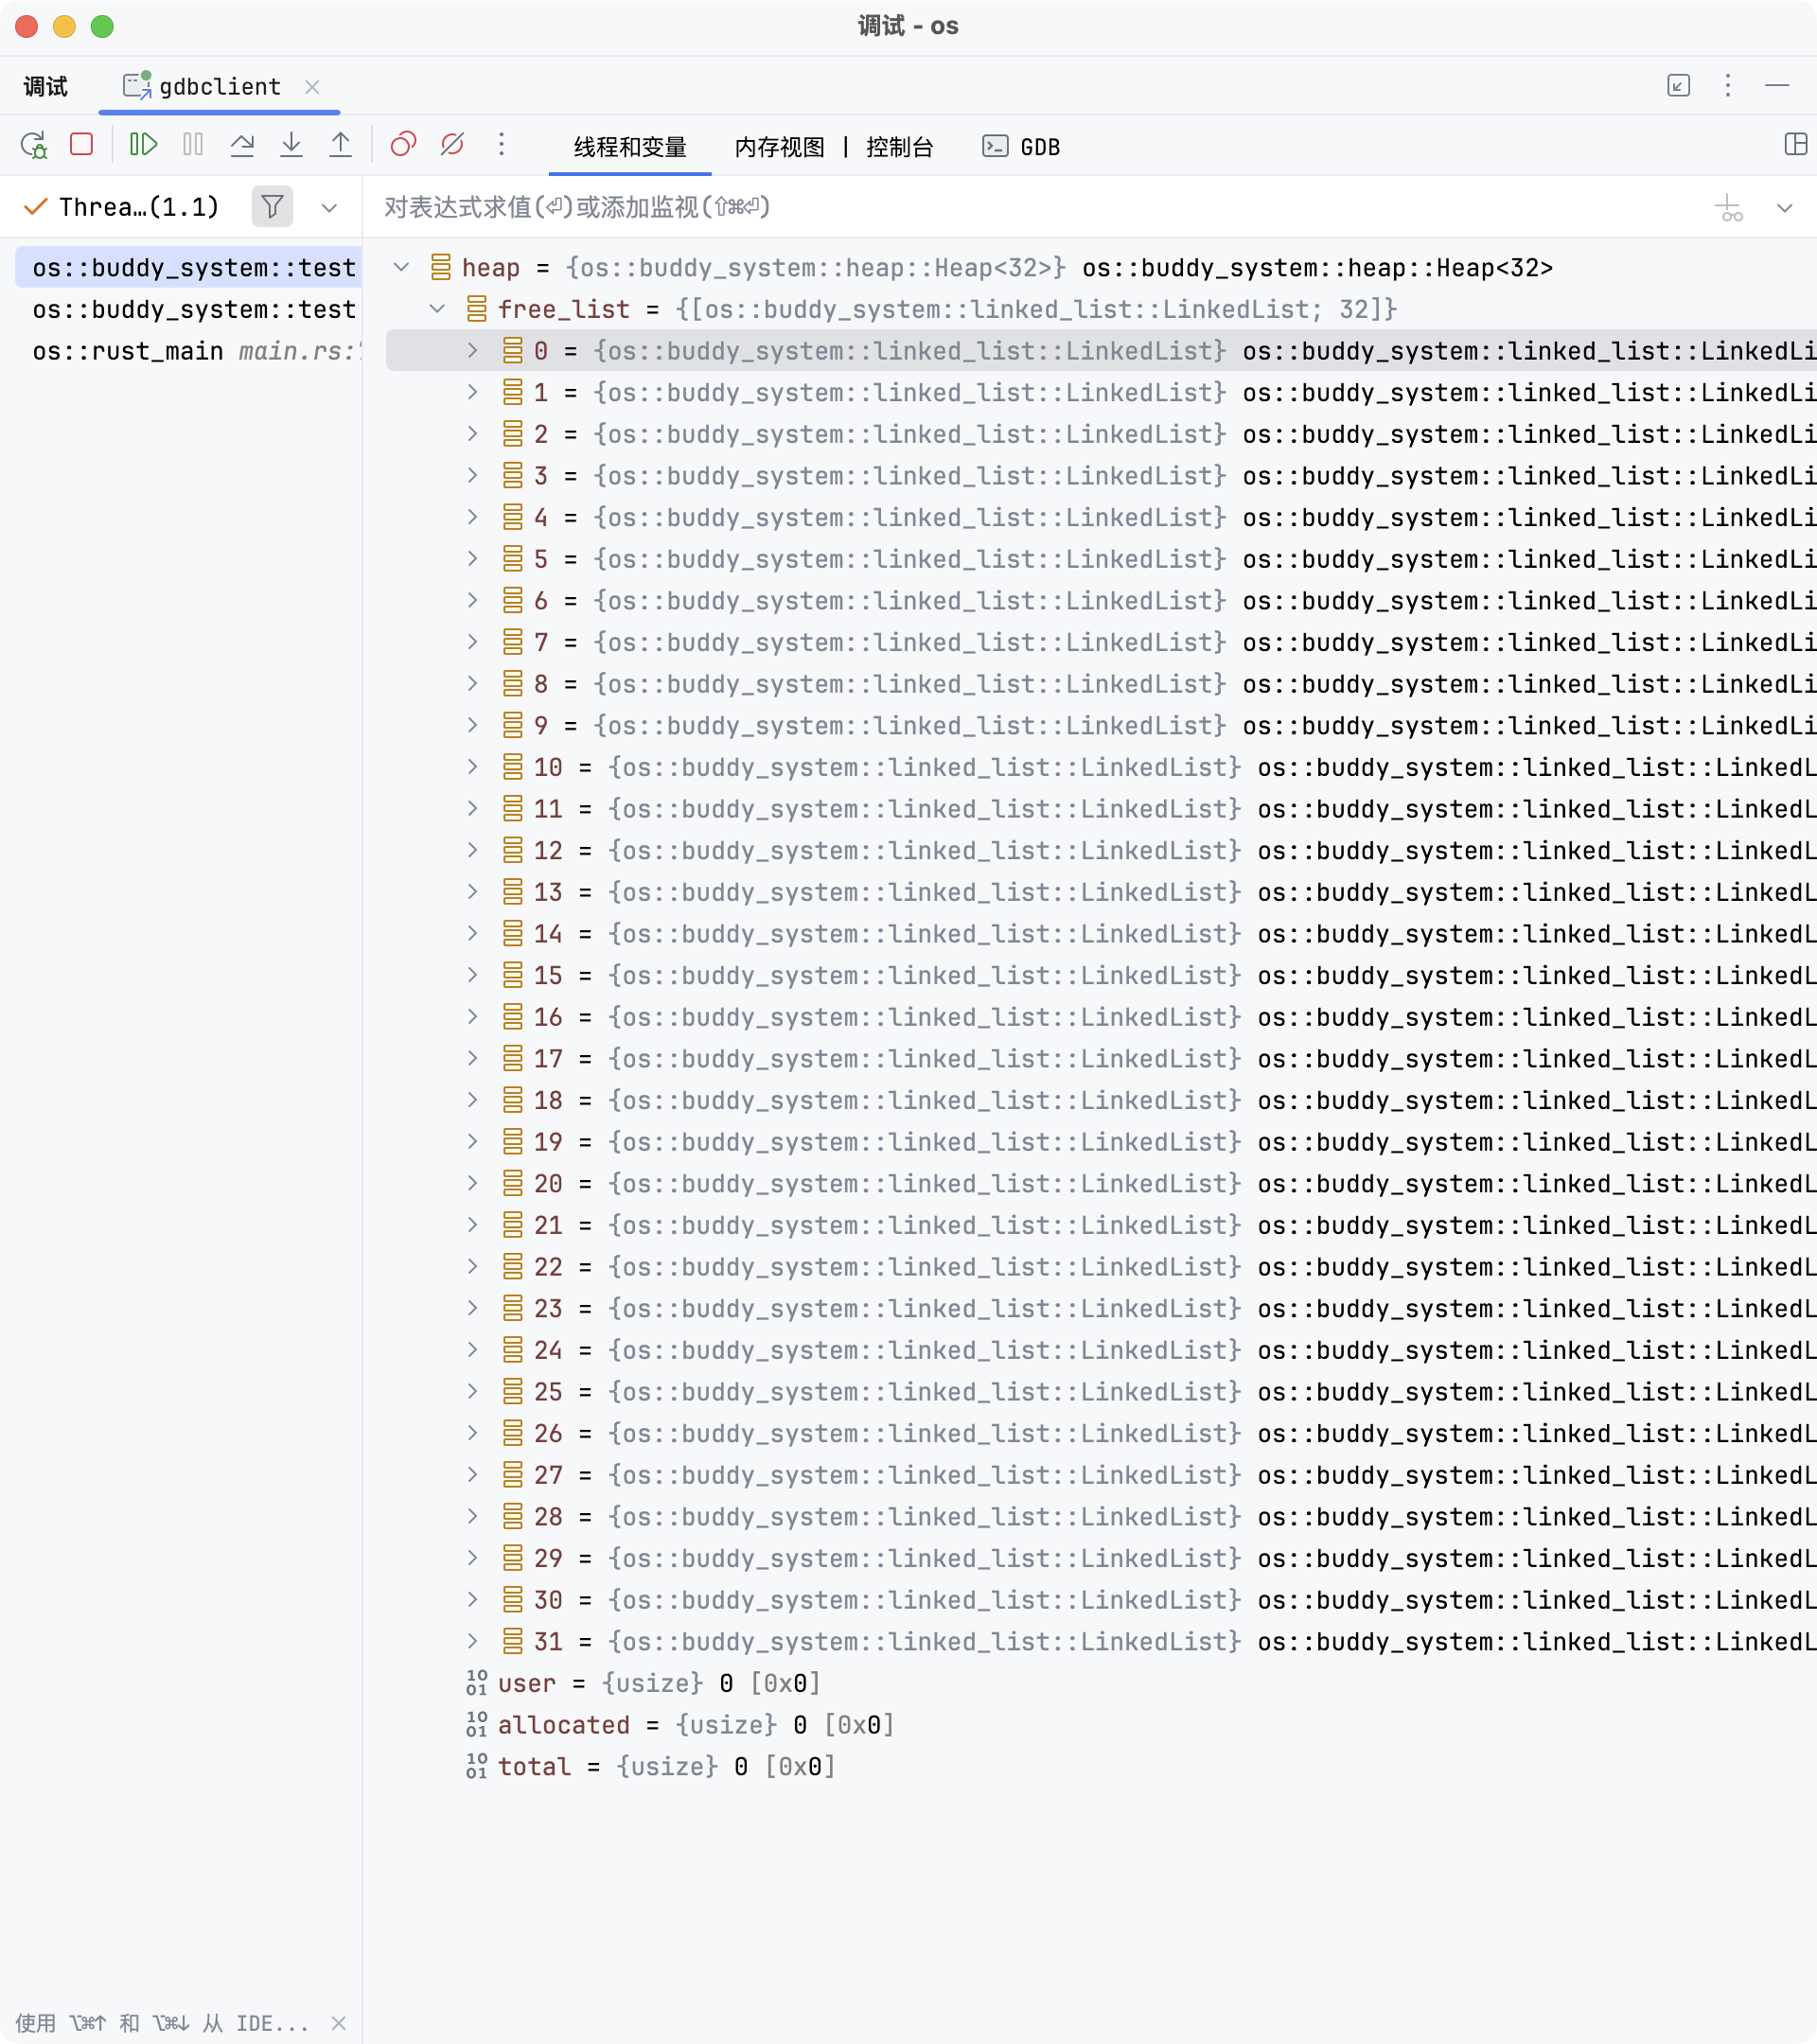 调试 - os
调试 gdbclient
线程和变量 内存视图 | 控制台 GDB
Threa…(1.1)
对表达式求值(⏎)或添加监视(⇧⌘⏎)
os::buddy_system::test
os::buddy_system::test
os::rust_main main.rs:
heap = {os::buddy_system::heap::Heap<32>} os::buddy_system::heap::Heap<32>
free_list = {[os::buddy_system::linked_list::LinkedList; 32]}
0 = {os::buddy_system::linked_list::LinkedList} os::buddy_system::linked_list::LinkedLi
1 = {os::buddy_system::linked_list::LinkedList} os::buddy_system::linked_list::LinkedLi
2 = {os::buddy_system::linked_list::LinkedList} os::buddy_system::linked_list::LinkedLi
3 = {os::buddy_system::linked_list::LinkedList} os::buddy_system::linked_list::LinkedLi
4 = {os::buddy_system::linked_list::LinkedList} os::buddy_system::linked_list::LinkedLi
5 = {os::buddy_system::linked_list::LinkedList} os::buddy_system::linked_list::LinkedLi
6 = {os::buddy_system::linked_list::LinkedList} os::buddy_system::linked_list::LinkedLi
7 = {os::buddy_system::linked_list::LinkedList} os::buddy_system::linked_list::LinkedLi
8 = {os::buddy_system::linked_list::LinkedList} os::buddy_system::linked_list::LinkedLi
9 = {os::buddy_system::linked_list::LinkedList} os::buddy_system::linked_list::LinkedLi
10 = {os::buddy_system::linked_list::LinkedList} os::buddy_system::linked_list::LinkedL
11 = {os::buddy_system::linked_list::LinkedList} os::buddy_system::linked_list::LinkedL
12 = {os::buddy_system::linked_list::LinkedList} os::buddy_system::linked_list::LinkedL
13 = {os::buddy_system::linked_list::LinkedList} os::buddy_system::linked_list::LinkedL
14 = {os::buddy_system::linked_list::LinkedList} os::buddy_system::linked_list::LinkedL
15 = {os::buddy_system::linked_list::LinkedList} os::buddy_system::linked_list::LinkedL
16 = {os::buddy_system::linked_list::LinkedList} os::buddy_system::linked_list::LinkedL
17 = {os::buddy_system::linked_list::LinkedList} os::buddy_system::linked_list::LinkedL
18 = {os::buddy_system::linked_list::LinkedList} os::buddy_system::linked_list::LinkedL
19 = {os::buddy_system::linked_list::LinkedList} os::buddy_system::linked_list::LinkedL
20 = {os::buddy_system::linked_list::LinkedList} os::buddy_system::linked_list::LinkedL
21 = {os::buddy_system::linked_list::LinkedList} os::buddy_system::linked_list::LinkedL
22 = {os::buddy_system::linked_list::LinkedList} os::buddy_system::linked_list::LinkedL
23 = {os::buddy_system::linked_list::LinkedList} os::buddy_system::linked_list::LinkedL
24 = {os::buddy_system::linked_list::LinkedList} os::buddy_system::linked_list::LinkedL
25 = {os::buddy_system::linked_list::LinkedList} os::buddy_system::linked_list::LinkedL
26 = {os::buddy_system::linked_list::LinkedList} os::buddy_system::linked_list::LinkedL
27 = {os::buddy_system::linked_list::LinkedList} os::buddy_system::linked_list::LinkedL
28 = {os::buddy_system::linked_list::LinkedList} os::buddy_system::linked_list::LinkedL
29 = {os::buddy_system::linked_list::LinkedList} os::buddy_system::linked_list::LinkedL
30 = {os::buddy_system::linked_list::LinkedList} os::buddy_system::linked_list::LinkedL
31 = {os::buddy_system::linked_list::LinkedList} os::buddy_system::linked_list::LinkedL
user = {usize} 0 [0x0]
allocated = {usize} 0 [0x0]
total = {usize} 0 [0x0]
使用 ⌥⌘↑ 和 ⌥⌘↓ 从 IDE...